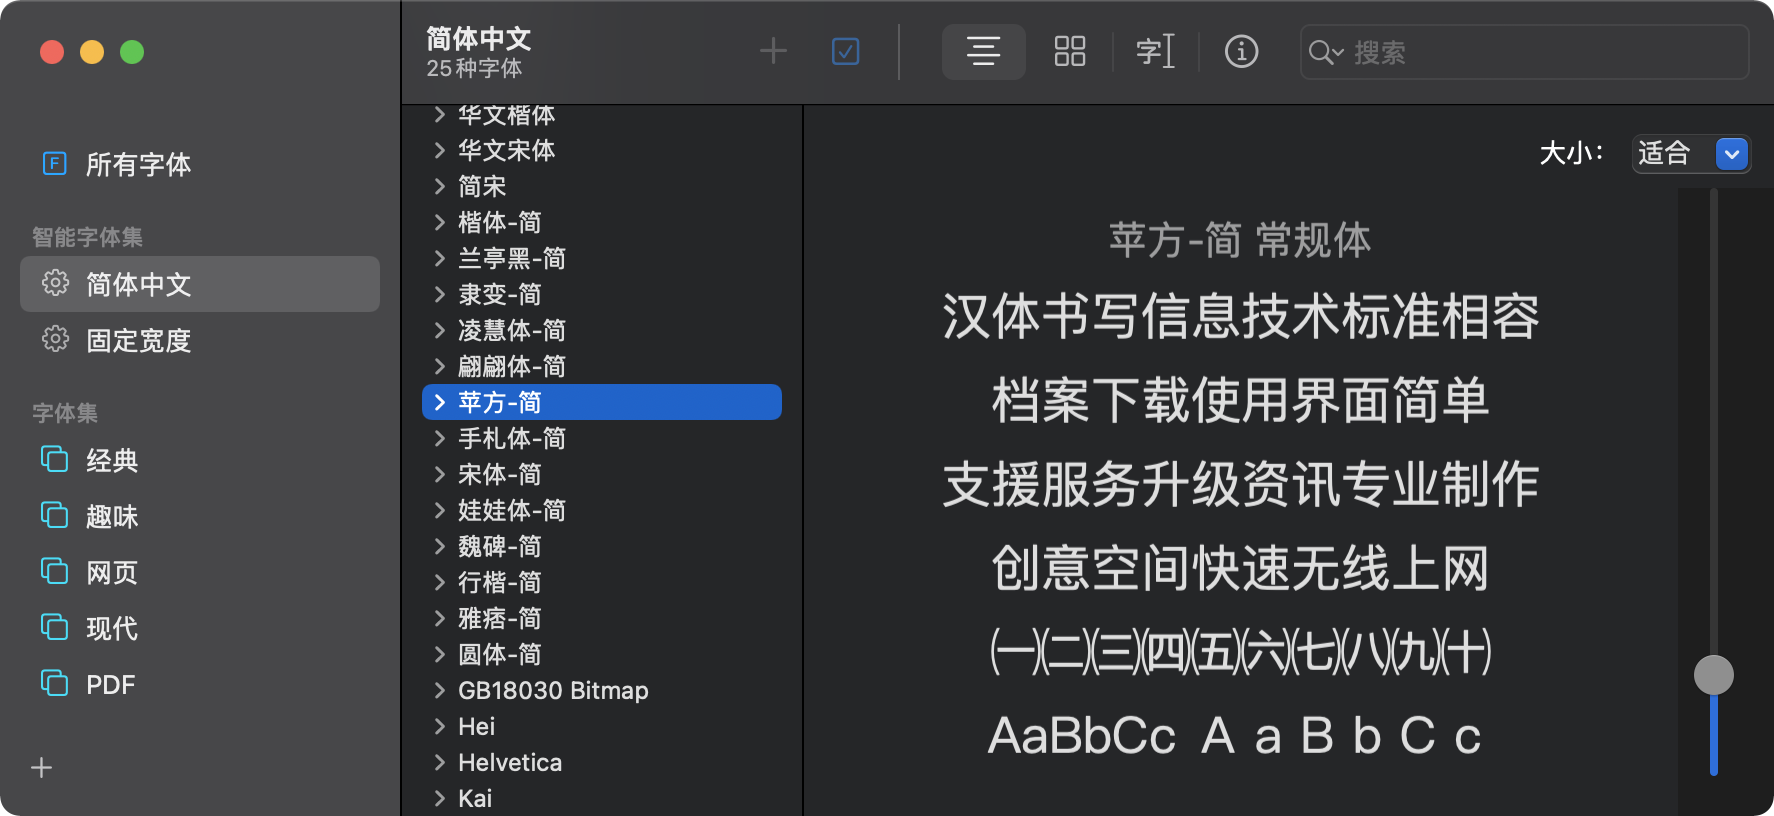 简体中文
25种字体
搜索
所有字体
智能字体集
简体中文
固定宽度
字体集
经典
趣味
网页
现代
PDF
华文楷体
华文宋体
简宋
楷体-简
兰亭黑-简
隶变-简
凌慧体-简
翩翩体-简
苹方-简
手札体-简
宋体-简
娃娃体-简
魏碑-简
行楷-简
雅痞-简
圆体-简
GB18030 Bitmap
Hei
Helvetica
Kai
大小：
适合
苹方-简 常规体
汉体书写信息技术标准相容
档案下载使用界面简单
支援服务升级资讯专业制作
创意空间快速无线上网
㈠㈡㈢㈣㈤㈥㈦㈧㈨㈩
AaBbCc Ａａ Ｂｂ Ｃｃ